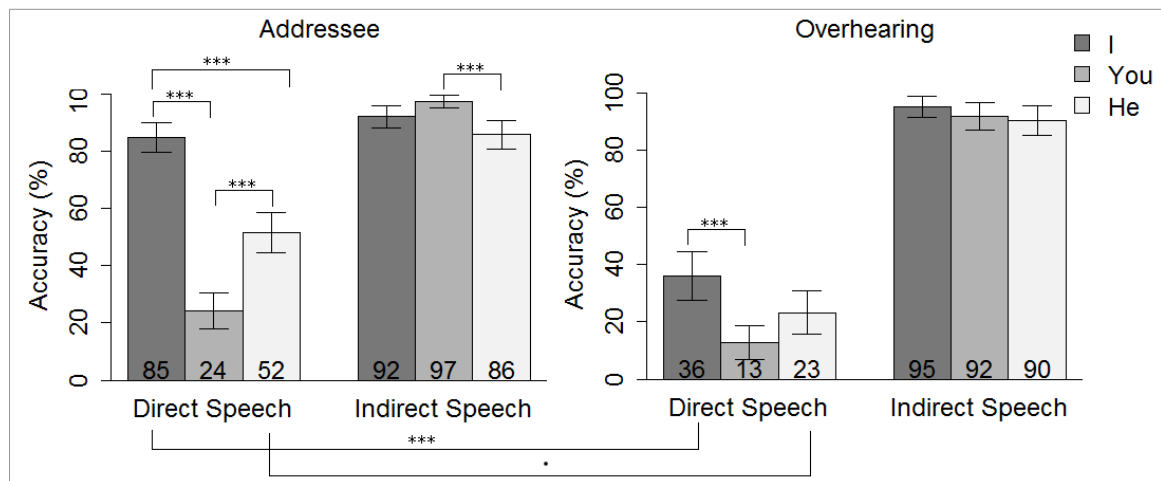 Addressee
Overhearing
I
You
He
***
***
***
***
***
Accuracy (%)
0
20
40
60
80
10
85 24 52
92 97 86
Direct Speech
Indirect Speech
Accuracy (%)
0
20
40
60
80
100
36 13 23
95 92 90
Direct Speech
Indirect Speech
***
.